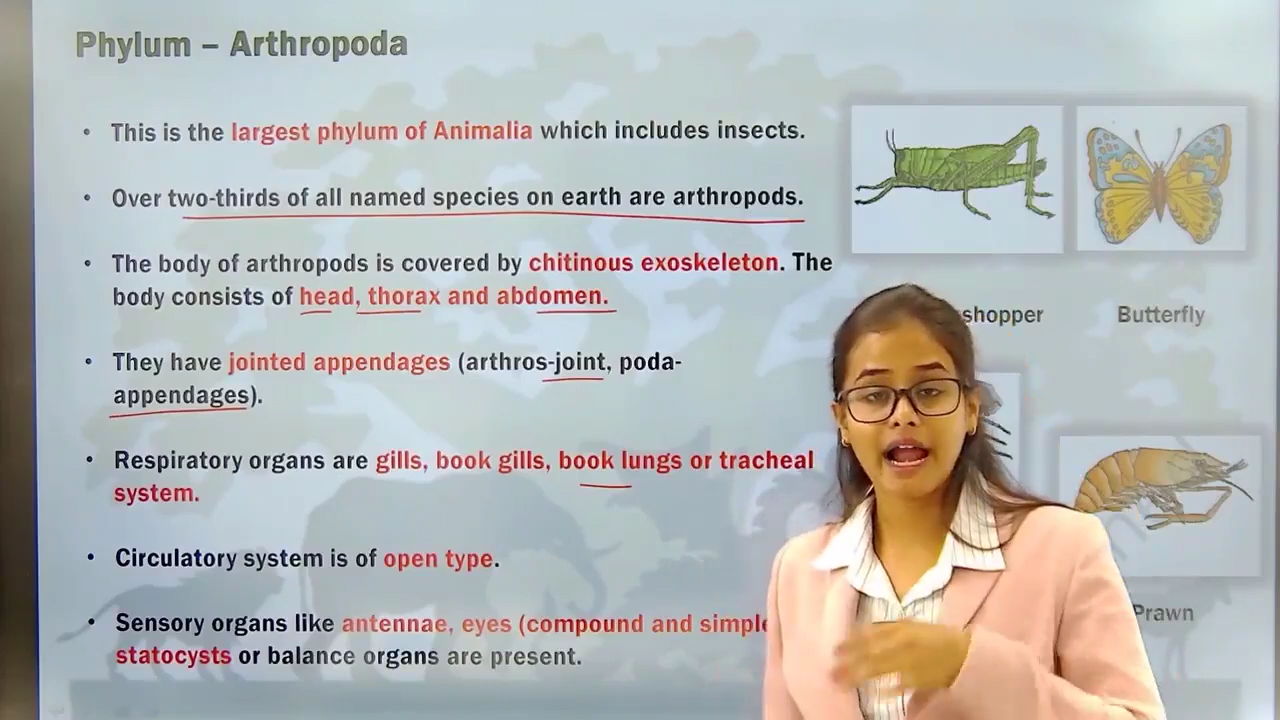 Phylum – Arthropoda
• This is the largest phylum of Animalia which includes insects.
• Over two-thirds of all named species on earth are arthropods.
• The body of arthropods is covered by chitinous exoskeleton. The
body consists of head, thorax and abdomen.
• They have jointed appendages (arthros-joint, poda-
appendages).
• Respiratory organs are gills, book gills, book lungs or tracheal
system.
• Circulatory system is of open type.
• Sensory organs like antennae, eyes (compound and simple
statocysts or balance organs are present.
shopper
Butterfly
Prawn